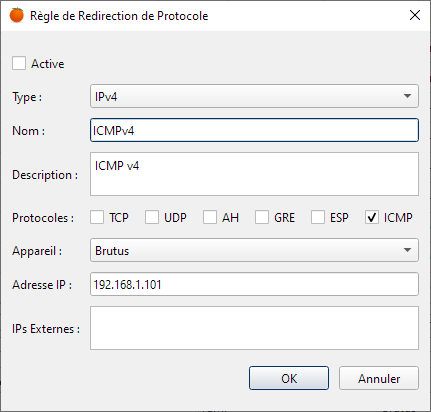 Règle de Redirection de Protocole
Active
Type : IPv4
Nom : ICMPv4
Description : ICMP v4
Protocoles : TCP UDP AH GRE ESP ICMP
Appareil : Brutus
Adresse IP : 192.168.1.101
IPs Externes :
OK Annuler